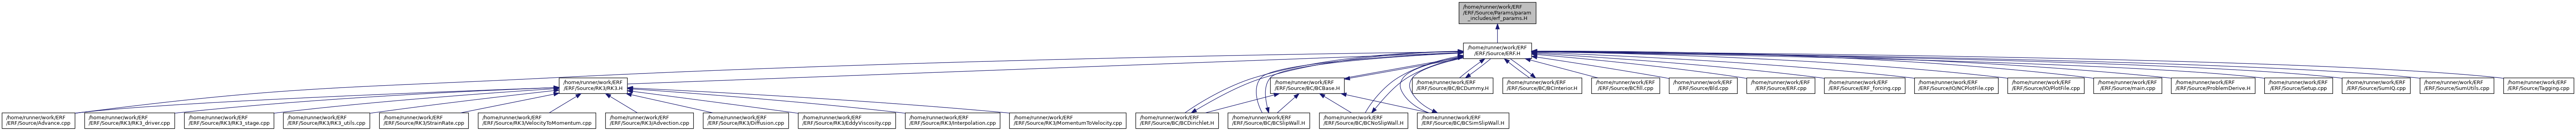 /home/runner/work/ERF
/ERF/Source/Params/param
_includes/erf_params.H
/home/runner/work/ERF
/ERF/Source/ERF.H
/home/runner/work/ERF
/ERF/Source/RK3/RK3.H
/home/runner/work/ERF
/ERF/Source/BC/BCBase.H
/home/runner/work/ERF
/ERF/Source/BC/BCDummy.H
/home/runner/work/ERF
/ERF/Source/BC/BCInterior.H
/home/runner/work/ERF
/ERF/Source/BCfill.cpp
/home/runner/work/ERF
/ERF/Source/Bld.cpp
/home/runner/work/ERF
/ERF/Source/ERF.cpp
/home/runner/work/ERF
/ERF/Source/ERF_forcing.cpp
/home/runner/work/ERF
/ERF/Source/IO/NCPlotFile.cpp
/home/runner/work/ERF
/ERF/Source/IO/PlotFile.cpp
/home/runner/work/ERF
/ERF/Source/main.cpp
/home/runner/work/ERF
/ERF/Source/ProblemDerive.H
/home/runner/work/ERF
/ERF/Source/Setup.cpp
/home/runner/work/ERF
/ERF/Source/SumIQ.cpp
/home/runner/work/ERF
/ERF/Source/SumUtils.cpp
/home/runner/work/ERF
/ERF/Source/Tagging.cpp
/home/runner/work/ERF
/ERF/Source/Advance.cpp
/home/runner/work/ERF
/ERF/Source/RK3/RK3_driver.cpp
/home/runner/work/ERF
/ERF/Source/RK3/RK3_stage.cpp
/home/runner/work/ERF
/ERF/Source/RK3/RK3_utils.cpp
/home/runner/work/ERF
/ERF/Source/RK3/StrainRate.cpp
/home/runner/work/ERF
/ERF/Source/RK3/VelocityToMomentum.cpp
/home/runner/work/ERF
/ERF/Source/RK3/Advection.cpp
/home/runner/work/ERF
/ERF/Source/RK3/Diffusion.cpp
/home/runner/work/ERF
/ERF/Source/RK3/EddyViscosity.cpp
/home/runner/work/ERF
/ERF/Source/RK3/Interpolation.cpp
/home/runner/work/ERF
/ERF/Source/RK3/MomentumToVelocity.cpp
/home/runner/work/ERF
/ERF/Source/BC/BCDirichlet.H
/home/runner/work/ERF
/ERF/Source/BC/BCSlipWall.H
/home/runner/work/ERF
/ERF/Source/BC/BCNoSlipWall.H
/home/runner/work/ERF
/ERF/Source/BC/BCSimSlipWall.H